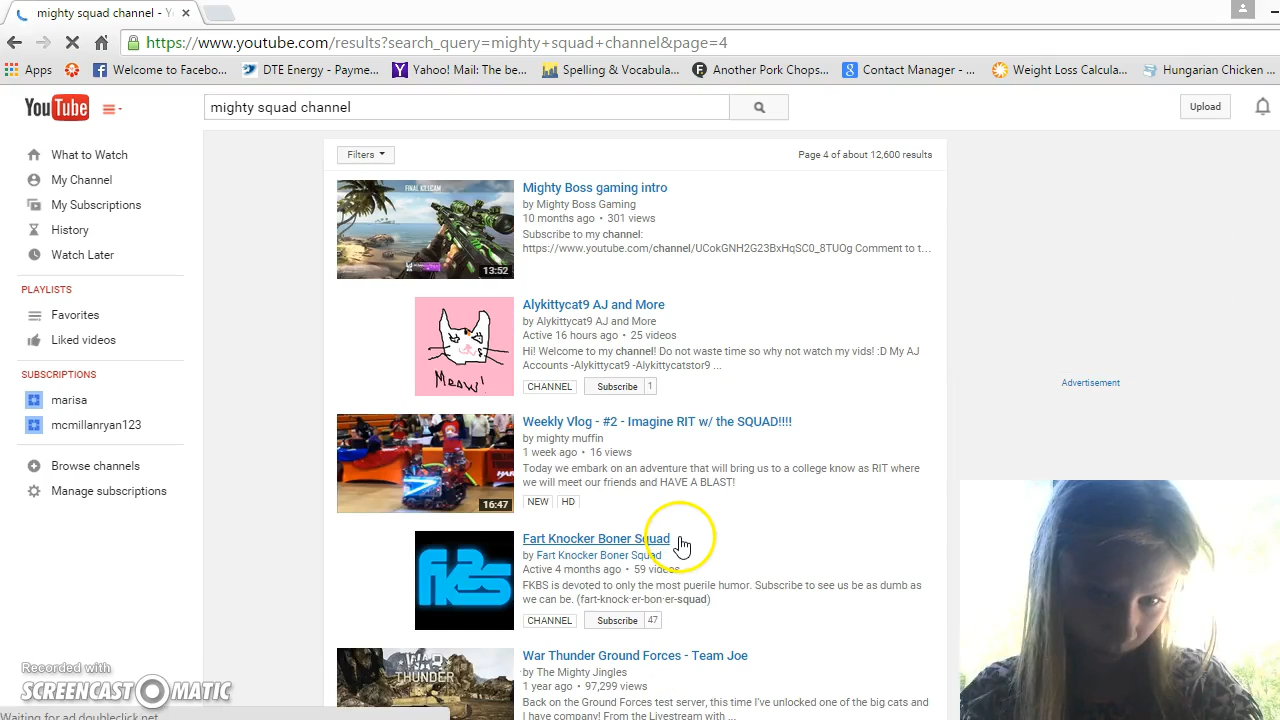 mighty squad channel - Y
https://www.youtube.com/results?search_query=mighty+squad+channel&page=4
Apps
Welcome to Facebo...
DTE Energy - Payme...
Yahoo! Mail: The be...
Spelling & Vocabula...
Another Pork Chops...
Contact Manager - ...
Weight Loss Calcula...
Hungarian Chicken ...
YouTube
mighty squad channel
Upload
What to Watch
My Channel
My Subscriptions
History
Watch Later
PLAYLISTS
Favorites
Liked videos
SUBSCRIPTIONS
marisa
mcmillanryan123
Browse channels
Manage subscriptions
Filters
Page 4 of about 12,600 results
FINAL KILLCAM
13:52
Mighty Boss gaming intro
by Mighty Boss Gaming
10 months ago • 301 views
Subscribe to my channel:
https://www.youtube.com/channel/UCokGNH2G23BxHqSC0_8TUOg Comment to t...
Meow!
Alykittycat9 AJ and More
by Alykittycat9 AJ and More
Active 16 hours ago • 25 videos
Hi! Welcome to my channel! Do not waste time so why not watch my vids! :D My AJ
Accounts -Alykittycat9 -Alykittycatstor9 ...
CHANNEL Subscribe 1
16:47
Weekly Vlog - #2 - Imagine RIT w/ the SQUAD!!!!
by mighty muffin
1 week ago • 16 views
Today we embark on an adventure that will bring us to a college know as RIT where
we will meet our friends and HAVE A BLAST!
NEW HD
fkbs
Fart Knocker Boner Squad
by Fart Knocker Boner Squad
Active 4 months ago • 59 videos
FKBS is devoted to only the most puerile humor. Subscribe to see us be as dumb as
we can be. (fart·knock·er·bon·er·squad)
CHANNEL Subscribe 47
WAR
THUNDER
War Thunder Ground Forces - Team Joe
by The Mighty Jingles
1 year ago • 97,299 views
Back on the Ground Forces test server, this time I've unlocked one of the big cats and
I have company! From the Livestream with ...
Advertisement
Recorded with
SCREENCAST MATIC
Waiting for ad.doubleclick.net